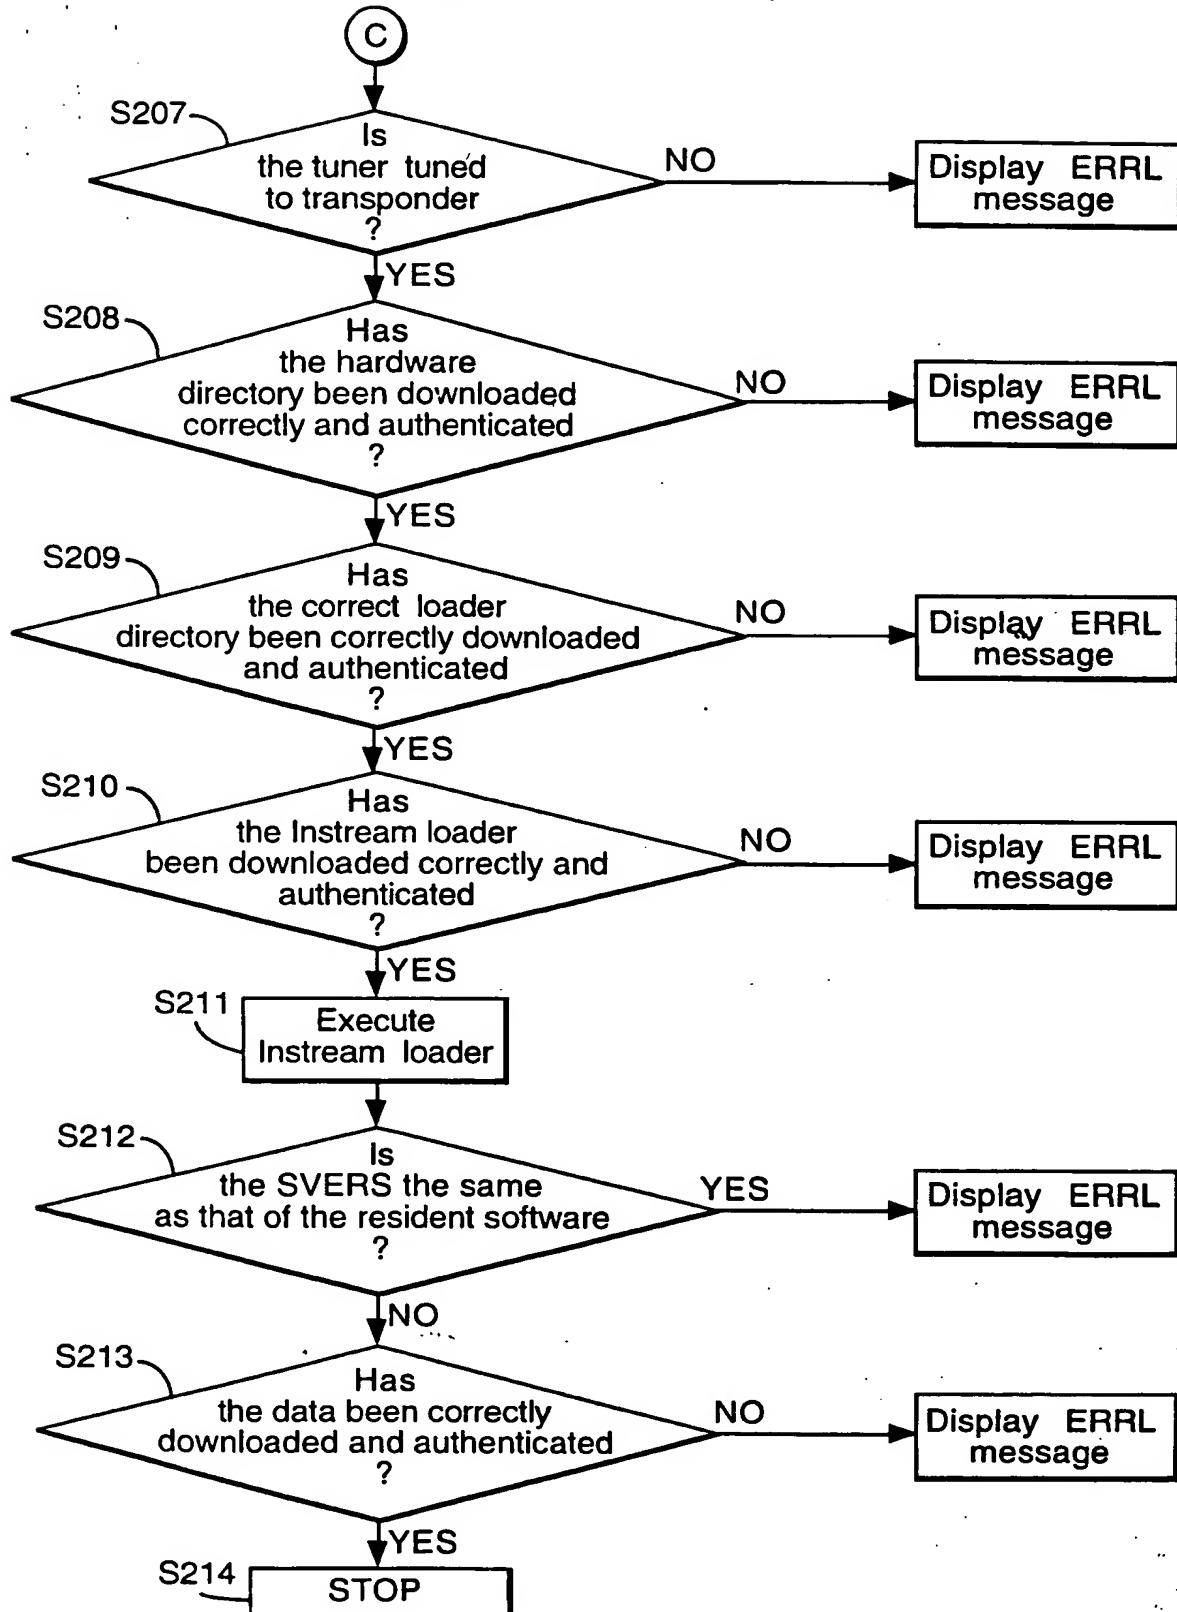 C
S207
Is
the tuner tuned
to transponder
?
NO
Display ERRL
message
YES
S208
Has
the hardware
directory been downloaded
correctly and authenticated
?
NO
Display ERRL
message
YES
S209
Has
the correct loader
directory been correctly downloaded
and authenticated
?
NO
Display ERRL
message
YES
S210
Has
the Instream loader
been downloaded correctly and
authenticated
?
NO
Display ERRL
message
YES
S211
Execute
Instream loader
S212
Is
the SVERS the same
as that of the resident software
?
YES
Display ERRL
message
NO
S213
Has
the data been correctly
downloaded and authenticated
?
NO
Display ERRL
message
YES
S214
STOP